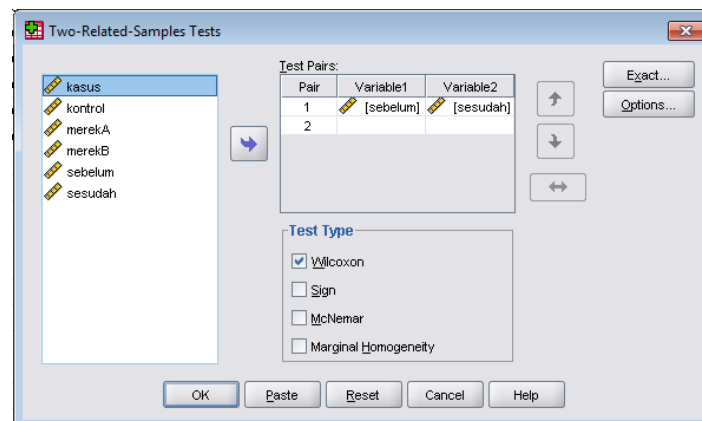 Two-Related-Samples Tests
kasus
kontrol
merekA
merekB
sebelum
sesudah
Test Pairs:
Pair Variable1 Variable2
1 [sebelum] [sesudah]
2
Exact...
Options...
Test Type
Wilcoxon
Sign
McNemar
Marginal Homogeneity
OK Paste Reset Cancel Help